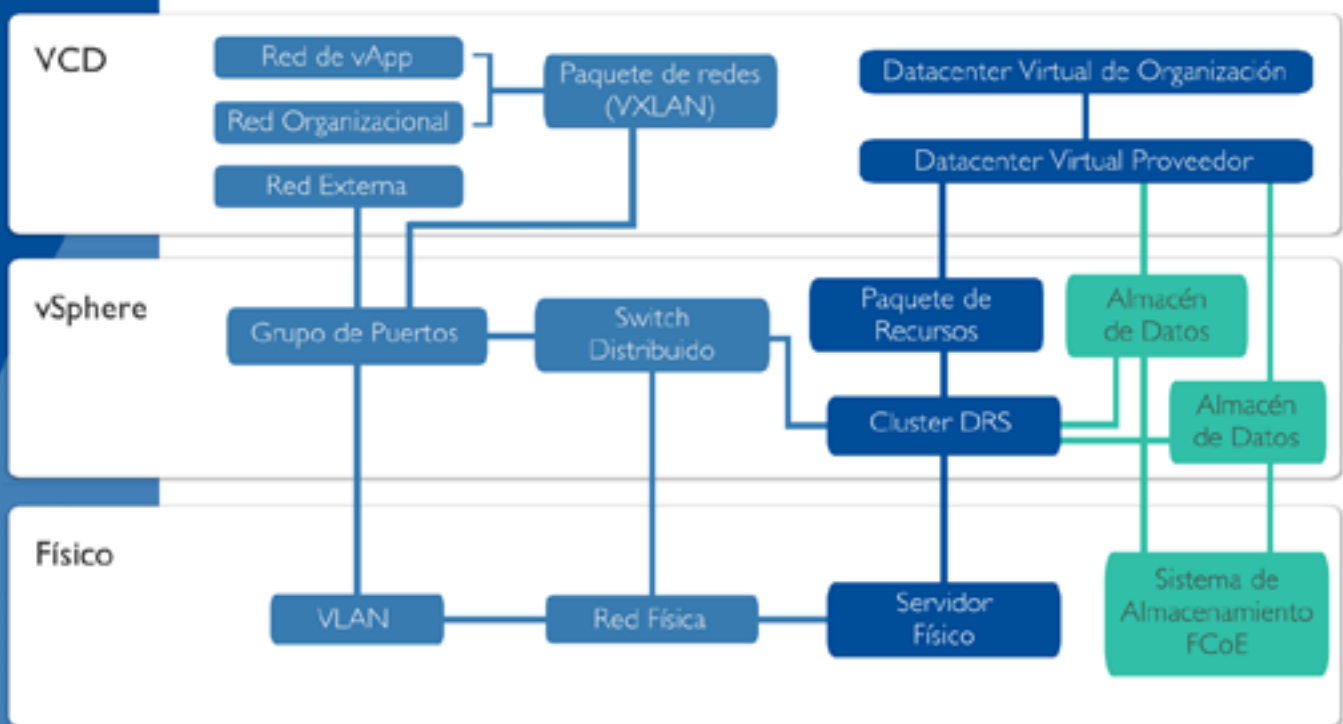 VCD
Red de vApp
Red Organizacional
Red Externa
Paquete de redes
(VXLAN)
Datacenter Virtual de Organización
Datacenter Virtual Proveedor
vSphere
Grupo de Puertos
Switch
Distribuido
Paquete de
Recursos
Cluster DRS
Almacén
de Datos
Almacén
de Datos
Físico
VLAN
Red Física
Servidor
Físico
Sistema de
Almacenamiento
FCoE